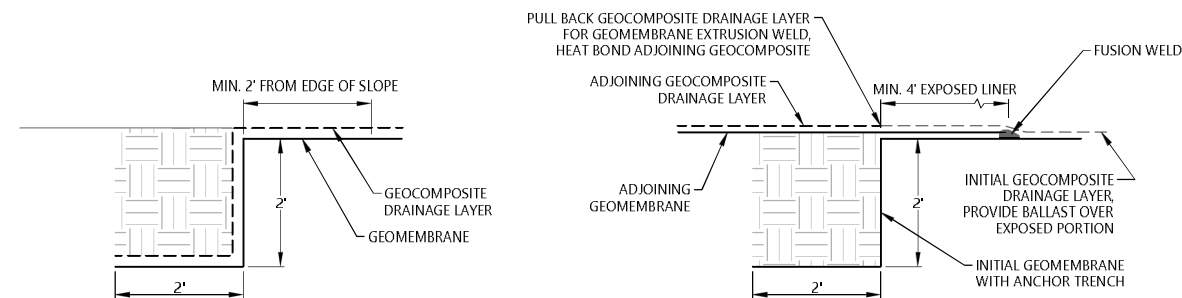 MIN. 2' FROM EDGE OF SLOPE
2'
GEOCOMPOSITE
DRAINAGE LAYER
GEOMEMBRANE
2'
PULL BACK GEOCOMPOSITE DRAINAGE LAYER
FOR GEOMEMBRANE EXTRUSION WELD,
HEAT BOND ADJOINING GEOCOMPOSITE
FUSION WELD
ADJOINING GEOCOMPOSITE
DRAINAGE LAYER
MIN. 4' EXPOSED LINER
ADJOINING
GEOMEMBRANE
2'
INITIAL GEOCOMPOSITE
DRAINAGE LAYER,
PROVIDE BALLAST OVER
EXPOSED PORTION
INITIAL GEOMEMBRANE
WITH ANCHOR TRENCH
2'